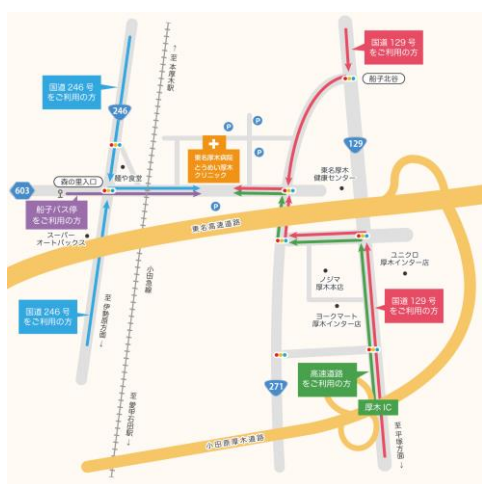 国道 129 号
をご利用の方
船子北谷
↑至 本厚木駅
国道 246 号
をご利用の方
246
P
P
129
東名厚木病院
とうめい厚木
クリニック
P
麺や食堂
東名厚木
健康センター
603
森の里入口
船子バス停
をご利用の方
P
スーパー
オートバックス
東名高速道路
ユニクロ
厚木インター店
小田急線
ノジマ
厚木本店
至 伊勢原方面↓
国道 246 号
をご利用の方
国道 129 号
をご利用の方
ヨークマート
厚木インター店
高速道路
をご利用の方
271
厚木 IC
至 愛甲石田駅↓
小田原厚木道路
至 平塚方面↓